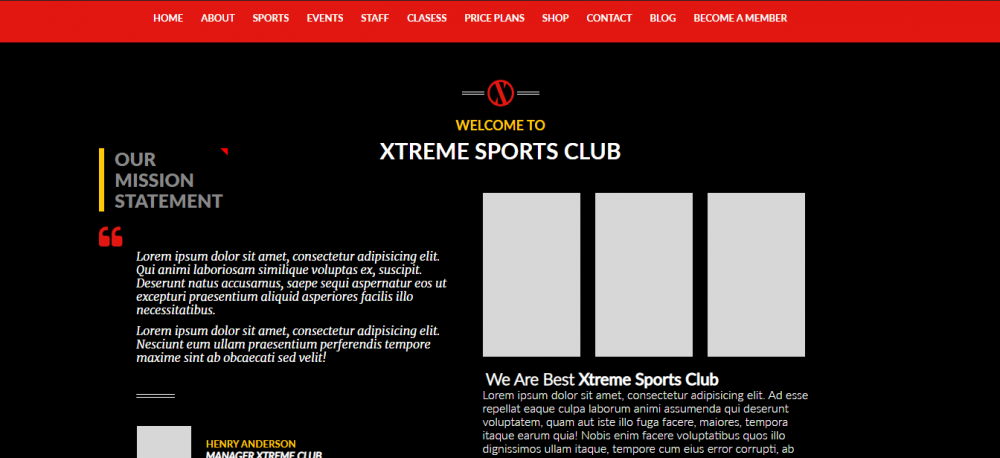 HOME ABOUT SPORTS EVENTS STAFF CLASESS PRICE PLANS SHOP CONTACT BLOG BECOME A MEMBER
WELCOME TO
XTREME SPORTS CLUB
OUR
MISSION
STATEMENT
Lorem ipsum dolor sit amet, consectetur adipisicing elit.
Qui animi laboriosam similique voluptas ex, suscipit.
Deserunt natus accusamus, saepe sequi aspernatur eos ut
excepturi praesentium aliquid asperiores facilis illo
necessitatibus.
Lorem ipsum dolor sit amet, consectetur adipisicing elit.
Nesciunt eum ullam praesentium perferendis tempore
maxime sint ab obcaecati sed velit!
HENRY ANDERSON
MANAGER XTREME CLUB
We Are Best Xtreme Sports Club
Lorem ipsum dolor sit amet, consectetur adipisicing elit. Ad esse
repellat eaque culpa laborum animi assumenda qui deserunt
voluptatem, quam aut iste illo fuga facere, maiores, tempora
itaque earum quia! Nobis enim facere voluptatibus quos illo
dignissimos ullam itaque, tempore cum eius error corrupti, ab